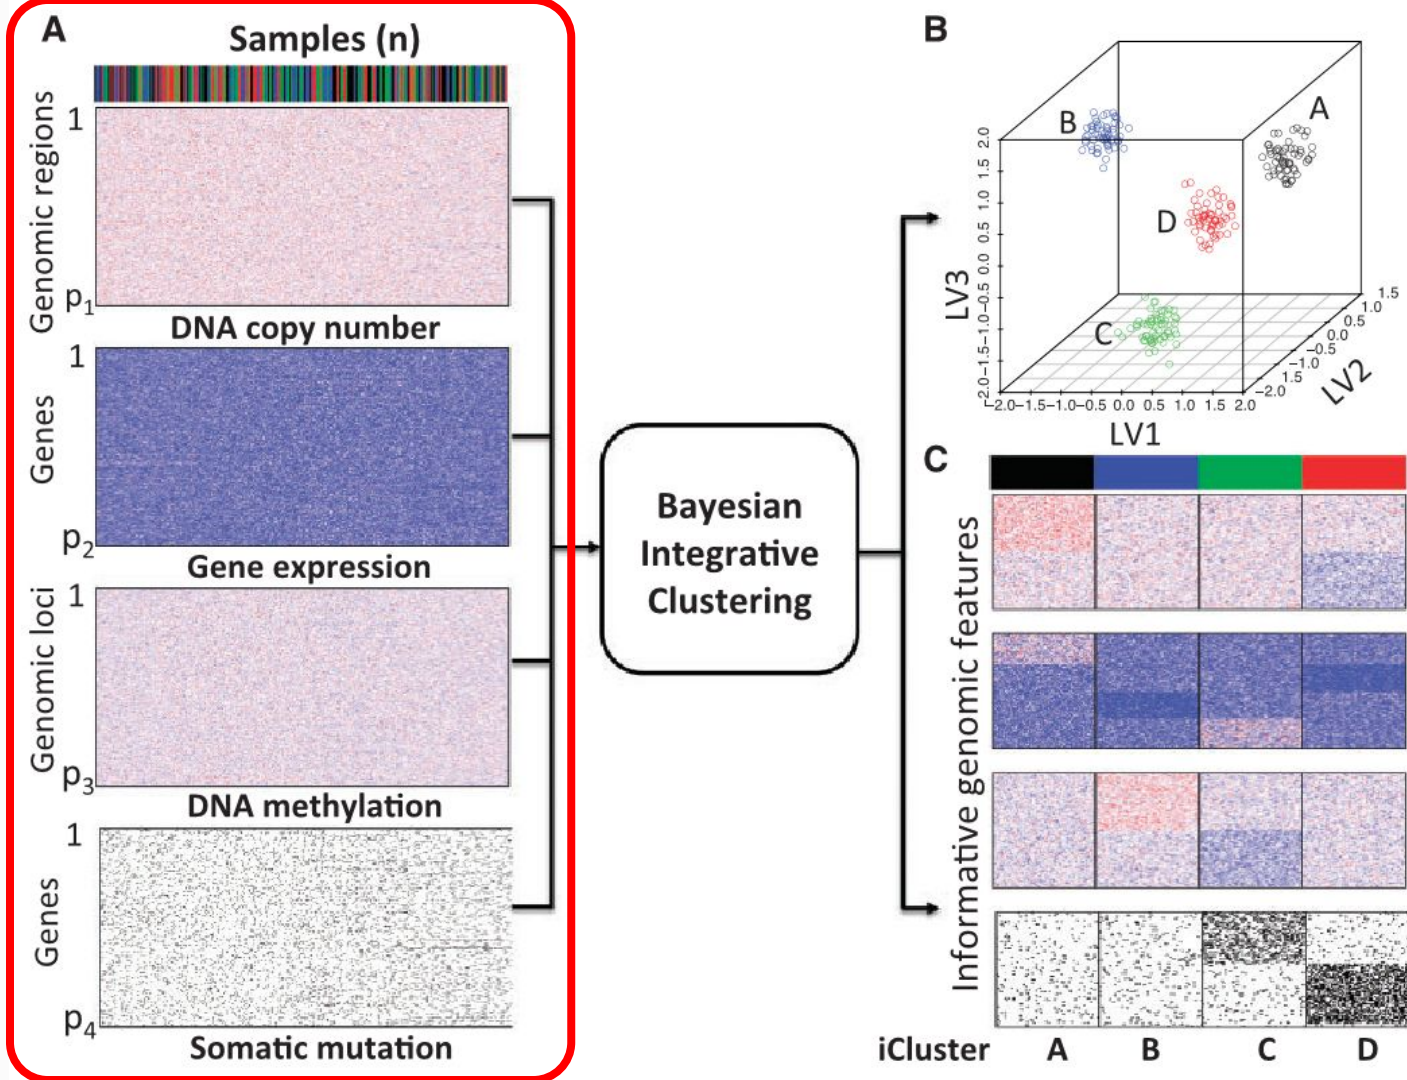 A
Samples (n)
Genomic regions
1
p1
DNA copy number
Genes
1
p2
Gene expression
Genomic loci
1
p3
DNA methylation
Genes
1
p4
Somatic mutation
Bayesian
Integrative
Clustering
B
A
B
D
C
LV3
2.0
1.5
1.0
0.5
0.0
−0.5
−1.0
−1.5
−2.0
−2.0 −1.5 −1.0 −0.5 0.0 0.5 1.0 1.5 2.0
LV1
1.5
1.0
0.5
0.0
−0.5
−1.0
1.5
−2.0
LV2
C
Informative genomic features
iCluster A B C D